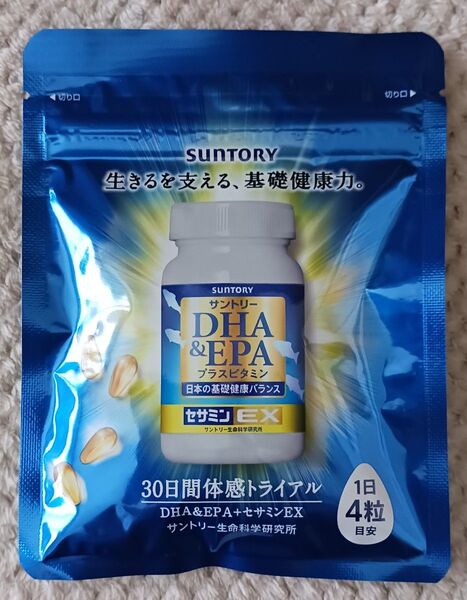 ◀切り口
切り口▶
SUNTORY
生きるを支える、基礎健康力。
SUNTORY
サントリー
DHA
&EPA
プラスビタミン
日本の基礎健康バランス
セサミン EX
サントリー生命科学研究所
30日間体感トライアル
DHA&EPA+セサミンEX
サントリー生命科学研究所
1日
4粒
目安